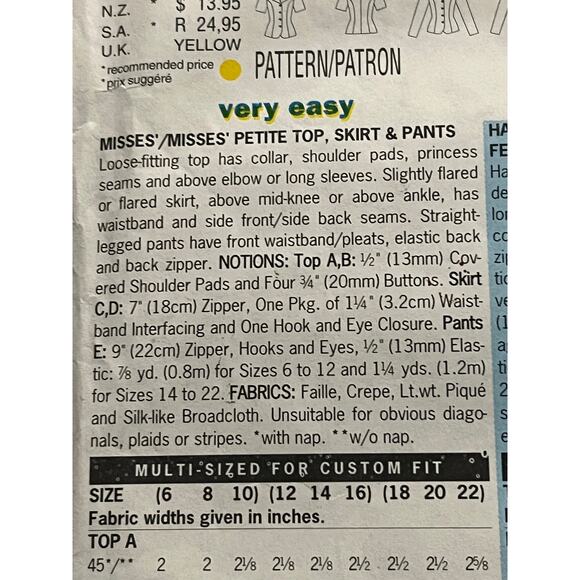 N.Z. * $ 13.95
S.A. * R 24,95
U.K. YELLOW
*recommended price
*prix suggéré
PATTERN/PATRON
very easy
MISSES'/MISSES' PETITE TOP, SKIRT & PANTS
Loose-fitting top has collar, shoulder pads, princess
seams and above elbow or long sleeves. Slightly flared
or flared skirt, above mid-knee or above ankle, has
waistband and side front/side back seams. Straight-
legged pants have front waistband/pleats, elastic back
and back zipper. NOTIONS: Top A,B: ½" (13mm) Cov-
ered Shoulder Pads and Four ¾" (20mm) Buttons. Skirt
C,D: 7" (18cm) Zipper, One Pkg. of 1¼" (3.2cm) Waist-
band Interfacing and One Hook and Eye Closure. Pants
E: 9" (22cm) Zipper, Hooks and Eyes, ½" (13mm) Elas-
tic: ⅞ yd. (0.8m) for Sizes 6 to 12 and 1¼ yds. (1.2m)
for Sizes 14 to 22. FABRICS: Faille, Crepe, Lt.wt. Piqué
and Silk-like Broadcloth. Unsuitable for obvious diago-
nals, plaids or stripes. *with nap. **w/o nap.
MULTI-SIZED FOR CUSTOM FIT
SIZE (6 8 10) (12 14 16) (18 20 22)
Fabric widths given in inches.
TOP A
45*/** 2 2 2⅛ 2⅛ 2⅛ 2½ 2½ 2½ 2⅝